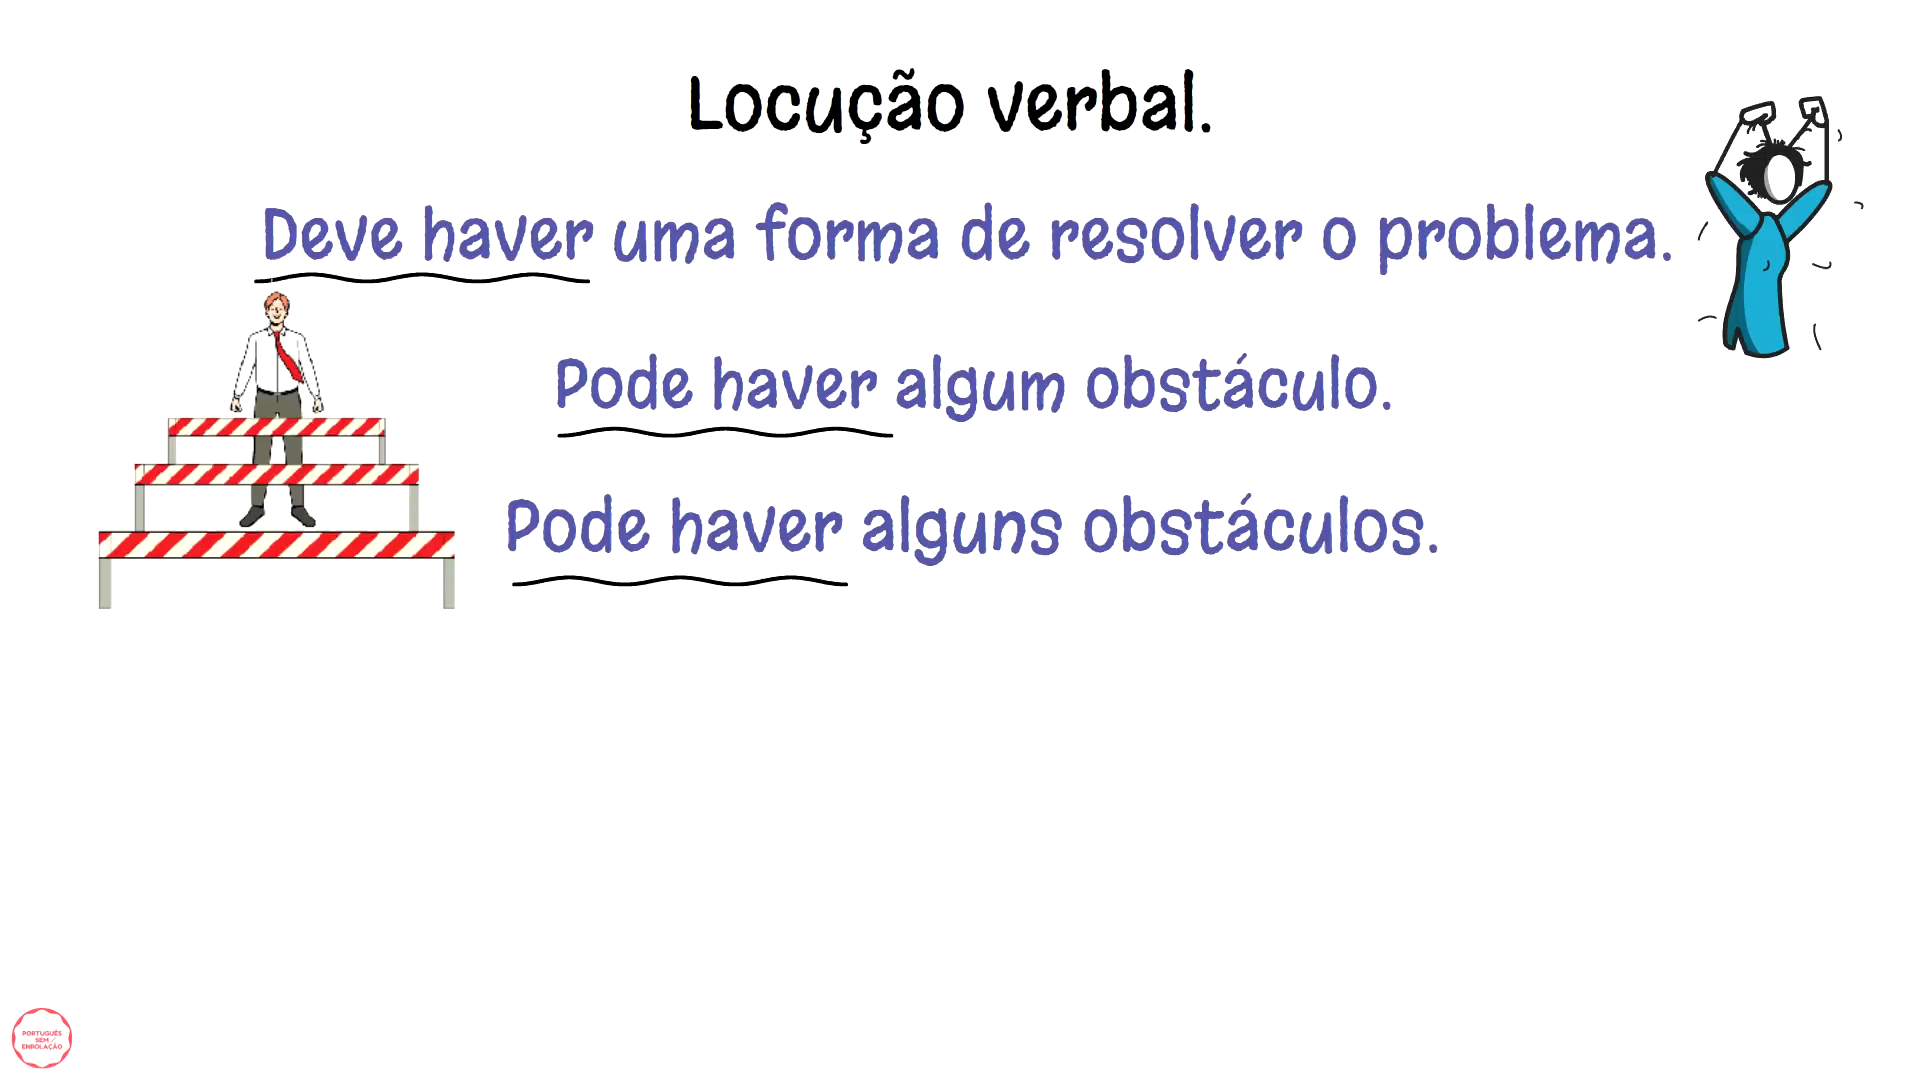 Locução verbal.
Deve haver uma forma de resolver o problema.
Pode haver algum obstáculo.
Pode haver alguns obstáculos.
PORTUGUÊS
SEM
ENROLAÇÃO